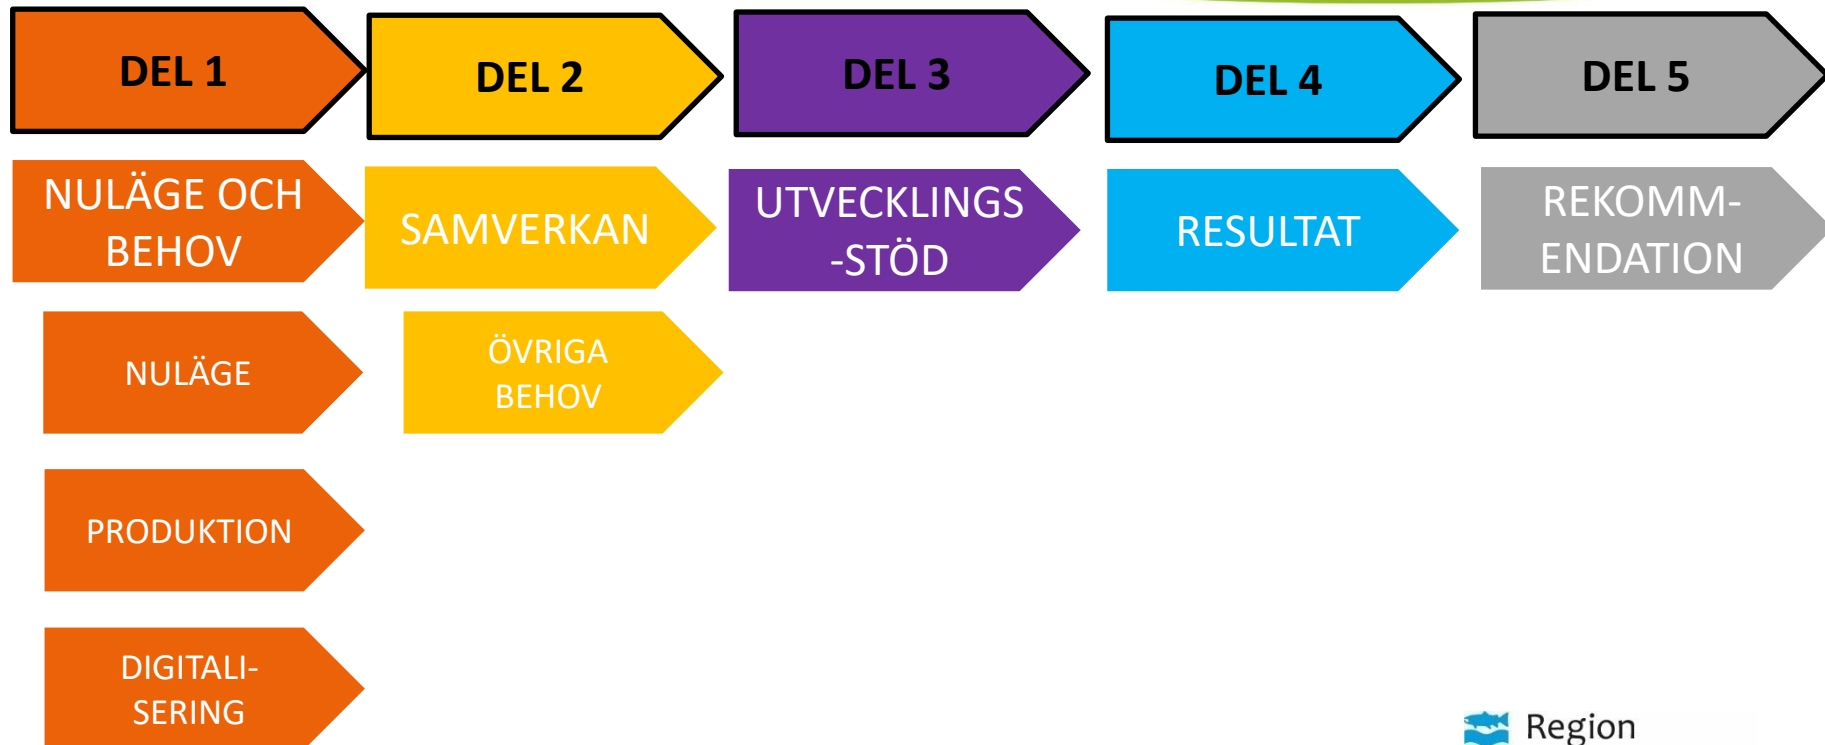 DEL 1
DEL 2
DEL 3
DEL 4
DEL 5
NULÄGE OCH
BEHOV
SAMVERKAN
UTVECKLINGS
-STÖD
RESULTAT
REKOMM-
ENDATION
NULÄGE
ÖVRIGA
BEHOV
PRODUKTION
DIGITALI-
SERING
Region